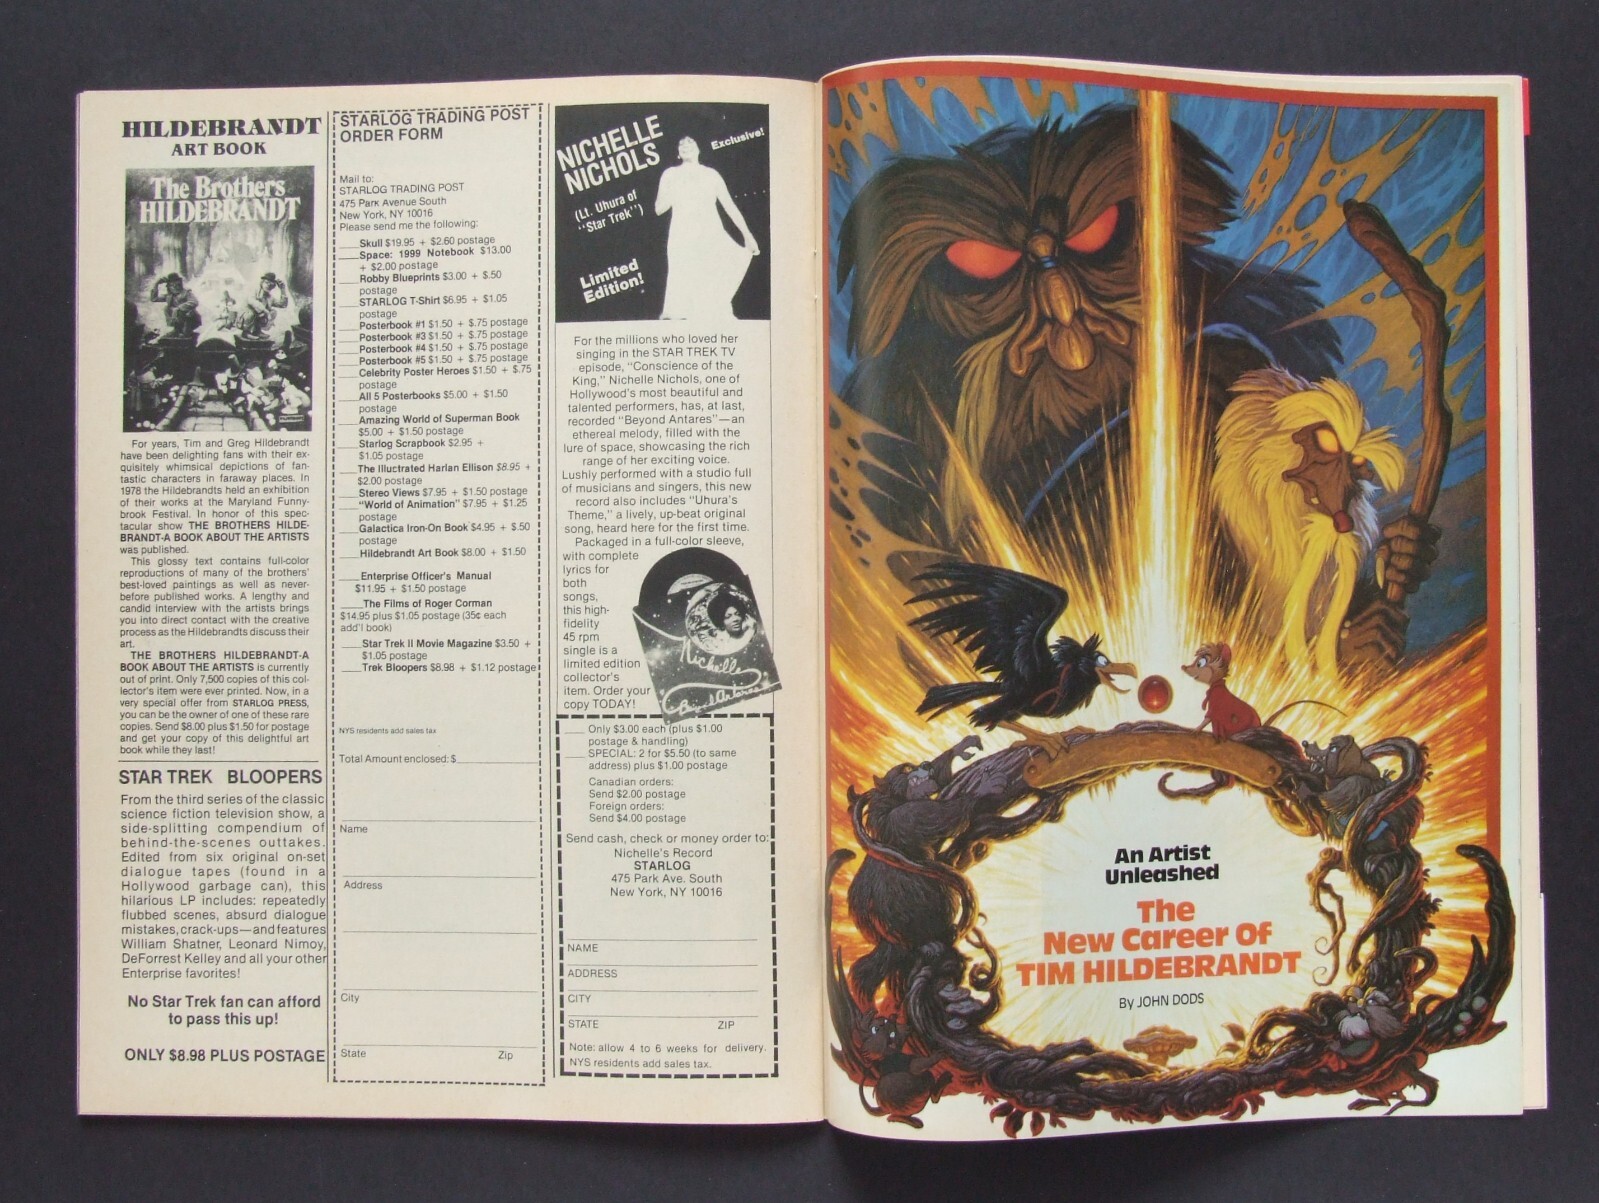 HILDEBRANDT
ART BOOK
The Brothers
HILDEBRANDT
For years, Tim and Greg Hildebrandt
have been delighting fans with their ex-
quisitely whimsical depictions of fan-
tastic characters in faraway places. In
1978 the Hildebrandts held an exhibition
of their works at the Maryland Funny-
brook Festival. In honor of this spec-
tacular show THE BROTHERS HILDE-
BRANDT-A BOOK ABOUT THE ARTISTS
was published.
This glossy text contains full-color
reproductions of many of the brothers'
best-loved paintings as well as never-
before published works. A lengthy and
candid interview with the artists brings
you into direct contact with the creative
process as the Hildebrandts discuss their
art.
THE BROTHERS HILDEBRANDT-A
BOOK ABOUT THE ARTISTS is currently
out of print. Only 7,500 copies of this col-
lector's item were ever printed. Now, in a
very special offer from STARLOG PRESS,
you can be the owner of one of these rare
copies. Send $8.00 plus $1.50 for postage
and get your copy of this delightful art
book while they last!
STAR TREK BLOOPERS
From the third series of the classic
science fiction television show, a
side-splitting compendium of
behind-the-scenes outtakes.
Edited from six original on-set
dialogue tapes (found in a
Hollywood garbage can), this
hilarious LP includes: repeatedly
flubbed scenes, absurd dialogue
mistakes, crack-ups—and features
William Shatner, Leonard Nimoy,
DeForrest Kelley and all your other
Enterprise favorites!
No Star Trek fan can afford
to pass this up!
ONLY $8.98 PLUS POSTAGE
STARLOG TRADING POST
ORDER FORM
Mail to:
STARLOG TRADING POST
475 Park Avenue South
New York, NY 10016
Please send me the following:
Skull $19.95 + $2.60 postage
Space: 1999 Notebook $13.00
+ $2.00 postage
Robby Blueprints $3.00 + $.50
postage
STARLOG T-Shirt $6.95 + $1.05
postage
Posterbook #1 $1.50 + $.75 postage
Posterbook #3 $1.50 + $.75 postage
Posterbook #4 $1.50 + $.75 postage
Posterbook #5 $1.50 + $.75 postage
Celebrity Poster Heroes $1.50 + $.75
postage
All 5 Posterbooks $5.00 + $1.50
postage
Amazing World of Superman Book
$5.00 + $1.50 postage
Starlog Scrapbook $2.95 +
$1.05 postage
The Illuctrated Harlan Ellison $8.95 +
$2.00 postage
Stereo Views $7.95 + $1.50 postage
"World of Animation" $7.95 + $1.25
postage
Galactica Iron-On Book $4.95 + $.50
postage
Hildebrandt Art Book $8.00 + $1.50
Enterprise Officer's Manual
$11.95 + $1.50 postage
The Films of Roger Corman
$14.95 plus $1.05 postage (35¢ each
add'l book)
Star Trek II Movie Magazine $3.50 +
$1.05 postage
Trek Bloopers $8.98 + $1.12 postage
NYS residents add sales tax
Total Amount enclosed: $
Name
Address
City
State Zip
NICHELLE
NICHOLS
Exclusive!
(Lt. Uhura of
"Star Trek")
Limited
Edition!
For the millions who loved her
singing in the STAR TREK TV
episode, "Conscience of the
King," Nichelle Nichols, one of
Hollywood's most beautiful and
talented performers, has, at last,
recorded "Beyond Antares"—an
ethereal melody, filled with the
lure of space, showcasing the rich
range of her exciting voice.
Lushly performed with a studio full
of musicians and singers, this new
record also includes "Uhura's
Theme," a lively, up-beat original
song, heard here for the first time.
Packaged in a full-color sleeve,
with complete
lyrics for
both
songs,
this high-
fidelity
45 rpm
single is a
limited edition
collector's
item. Order your
copy TODAY!
Nichelle
Beyond Antares
Only $3.00 each (plus $1.00
postage & handling)
SPECIAL: 2 for $5.50 (to same
address) plus $1.00 postage
Canadian orders:
Send $2.00 postage
Foreign orders:
Send $4.00 postage
Send cash, check or money order to:
Nichelle's Record
STARLOG
475 Park Ave. South
New York, NY 10016
NAME
ADDRESS
CITY
STATE ZIP
Note: allow 4 to 6 weeks for delivery.
NYS residents add sales tax.
An Artist
Unleashed
The
New Career Of
TIM HILDEBRANDT
By JOHN DODS